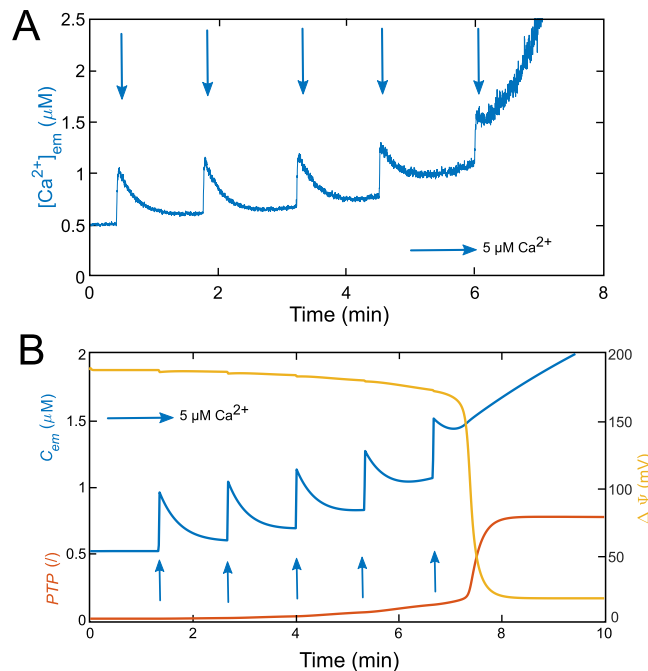 A
2.5
2
1.5
1
0.5
0
[Ca²⁺]ₑₘ (μM)
5 μM Ca²⁺
0 2 4 6 8
Time (min)
B
2
1.5
1
0.5
0
Cₑₘ (μM)
PTP (/)
5 μM Ca²⁺
200
150
100
50
0
Δ Ψ (mV)
0 2 4 6 8 10
Time (min)